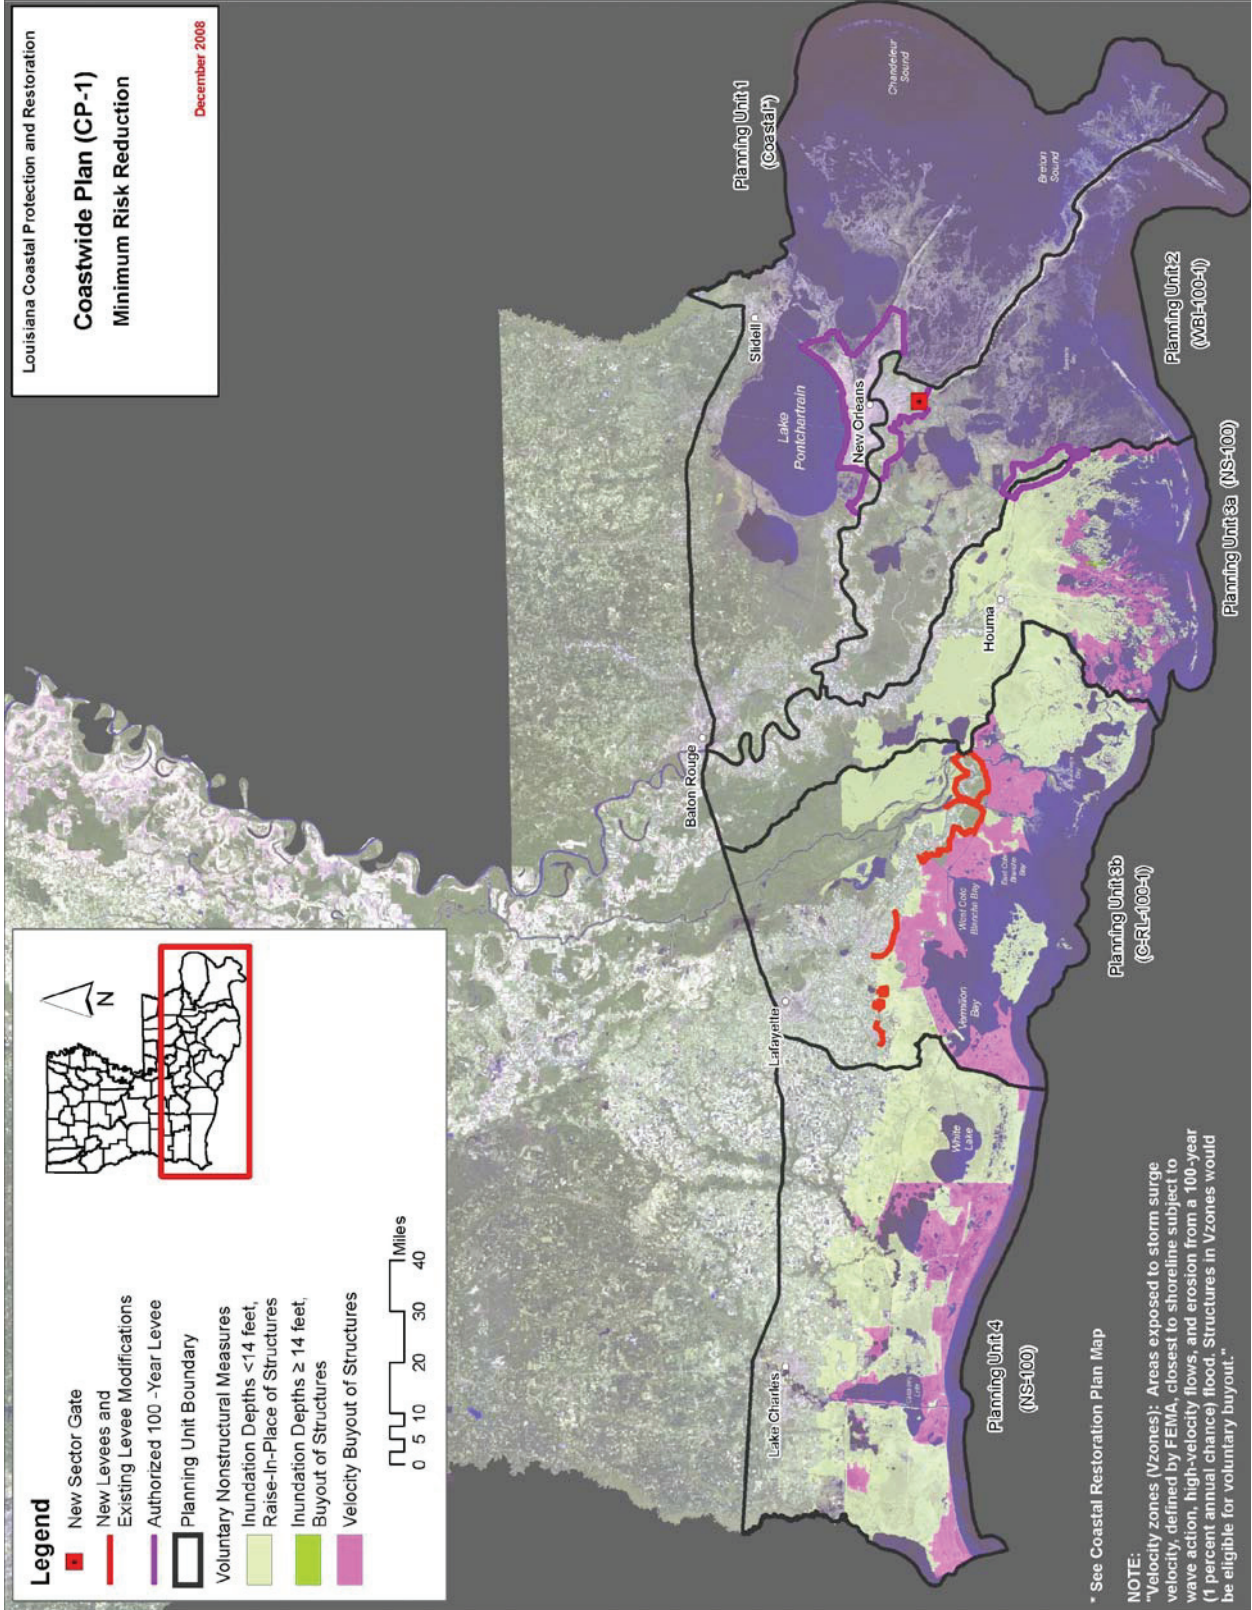 Louisiana Coastal Protection and Restoration
Coastwide Plan (CP-1)
Minimum Risk Reduction
December 2008
Legend
New Sector Gate
New Levees and
Existing Levee Modifications
Authorized 100 -Year Levee
Planning Unit Boundary
Voluntary Nonstructural Measures
Inundation Depths <14 feet,
Raise-In-Place of Structures
Inundation Depths ≥ 14 feet,
Buyout of Structures
Velocity Buyout of Structures
N
0 5 10 20 30 40
Miles
Baton Rouge
Lafayette
Lake Charles
Slidell
Lake
Pontchartrain
New Orleans
Houma
Chandeleur
Sound
Breton
Sound
White
Lake
Vermilion
Bay
West Cote
Blanche Bay
East Cote
Blanche
Bay
Planning Unit 1
(Coastal*)
Planning Unit 2
(WBI-100-1)
Planning Unit 3a (NS-100)
Planning Unit 3b
(C-RL-100-1)
Planning Unit 4
(NS-100)
* See Coastal Restoration Plan Map
NOTE:
"Velocity zones (Vzones): Areas exposed to storm surge
velocity, defined by FEMA, closest to shoreline subject to
wave action, high-velocity flows, and erosion from a 100-year
(1 percent annual chance) flood. Structures in Vzones would
be eligible for voluntary buyout."